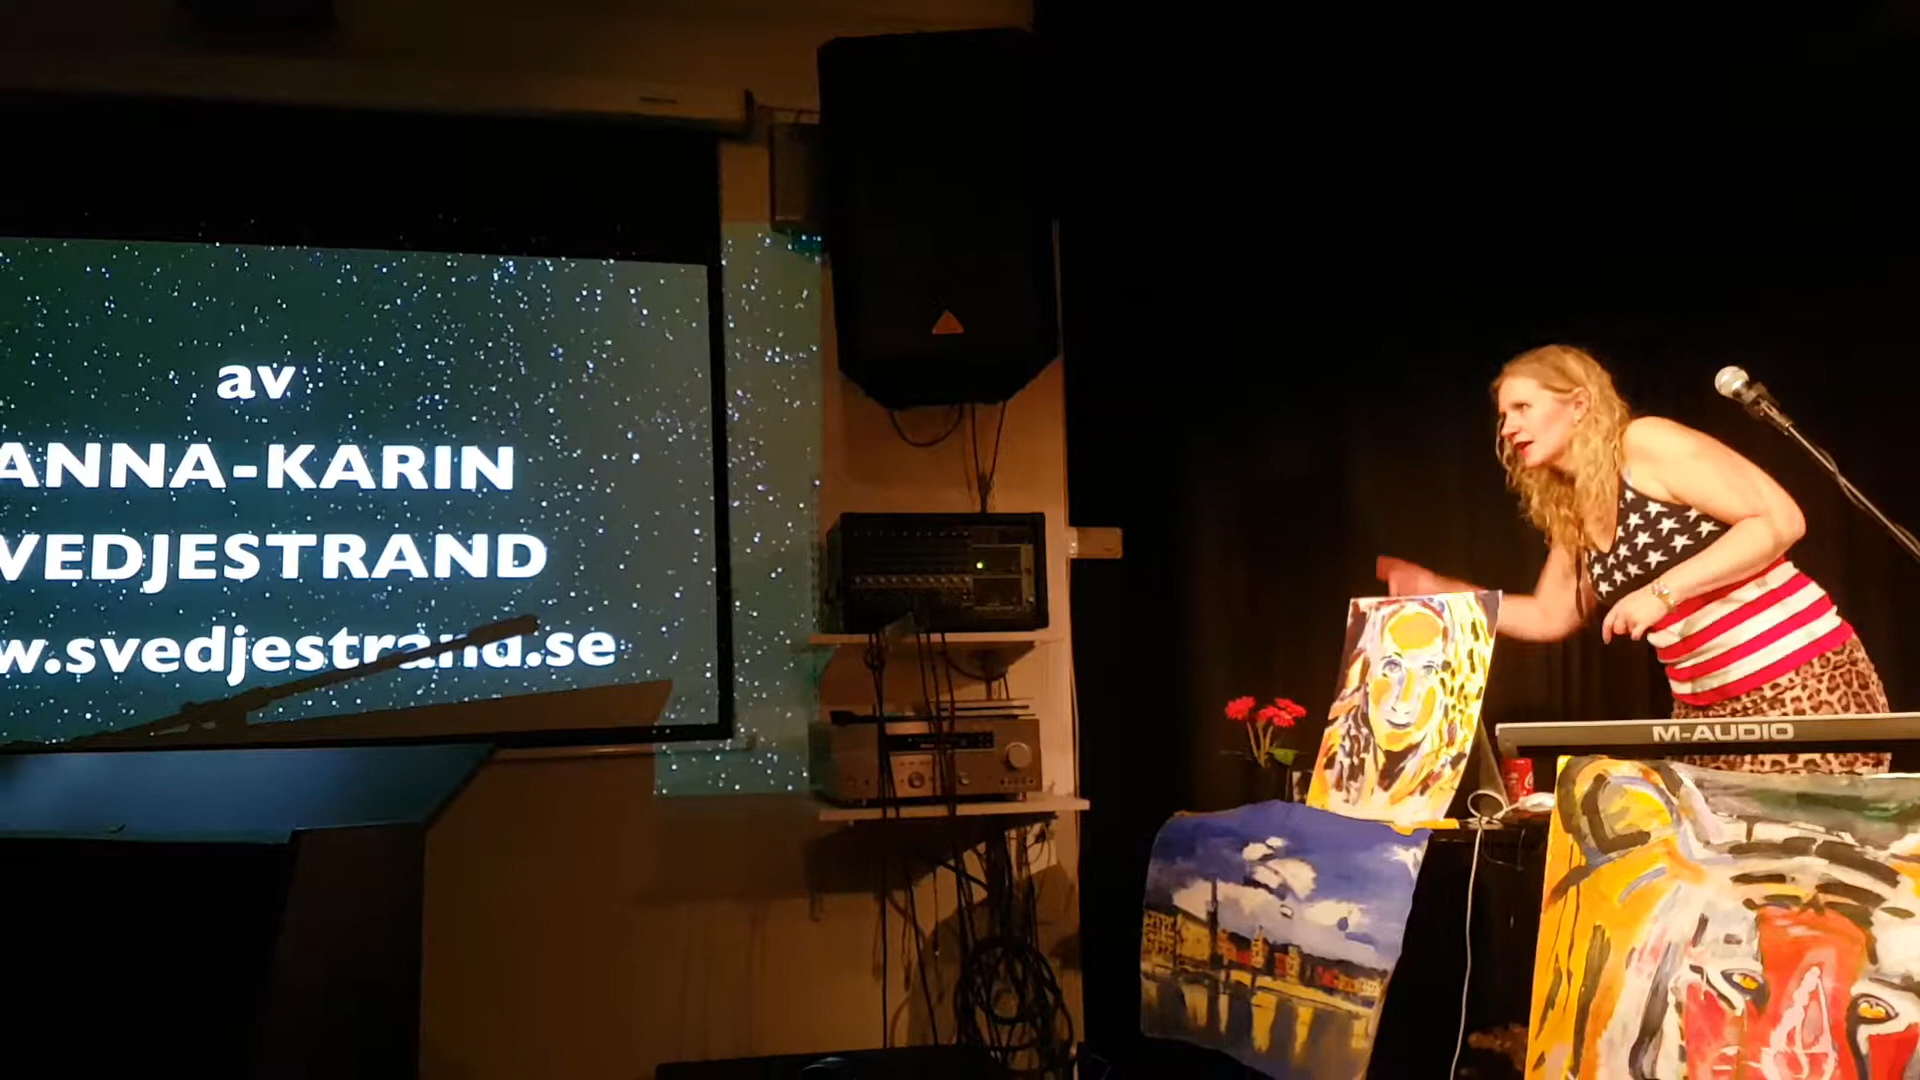 av
ANNA-KARIN
VEDJESTRAND
w.svedjestrand.se
M-AUDIO